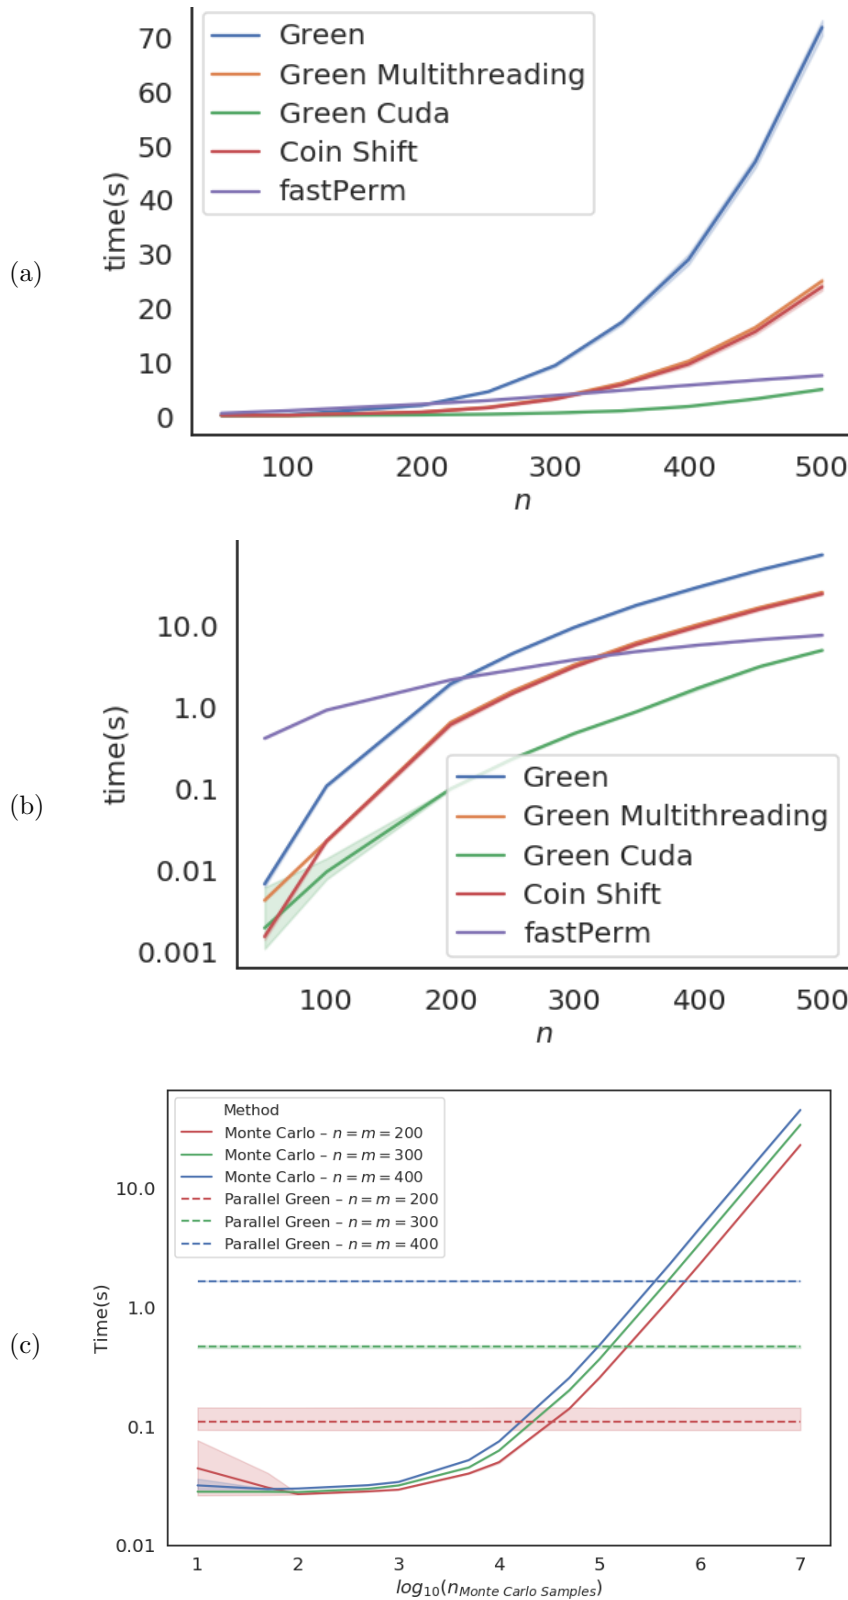 (a)
time(s)
70
60
50
40
30
20
10
0
Green
Green Multithreading
Green Cuda
Coin Shift
fastPerm
100 200 300 400 500
n
(b)
time(s)
10.0
1.0
0.1
0.01
0.001
Green
Green Multithreading
Green Cuda
Coin Shift
fastPerm
100 200 300 400 500
n
(c)
Time(s)
10.0
1.0
0.1
0.01
Method
Monte Carlo – n = m = 200
Monte Carlo – n = m = 300
Monte Carlo – n = m = 400
Parallel Green – n = m = 200
Parallel Green – n = m = 300
Parallel Green – n = m = 400
1 2 3 4 5 6 7
log10(nMonte Carlo Samples)